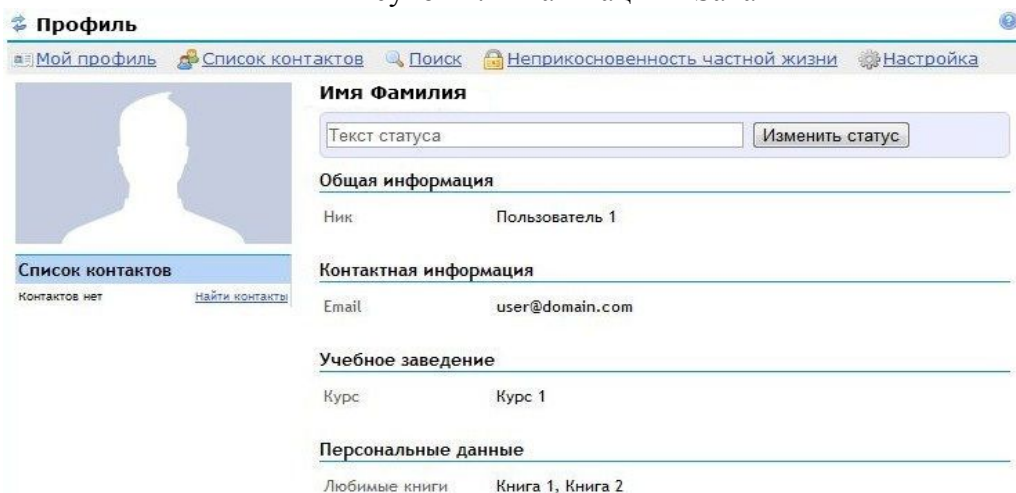 Профиль
Мой профиль Список контактов Поиск Неприкосновенность частной жизни Настройка
Имя Фамилия
Текст статуса Изменить статус
Общая информация
Ник Пользователь 1
Список контактов
Контактов нет Найти контакты
Контактная информация
Email user@domain.com
Учебное заведение
Курс Курс 1
Персональные данные
Любимые книги Книга 1, Книга 2